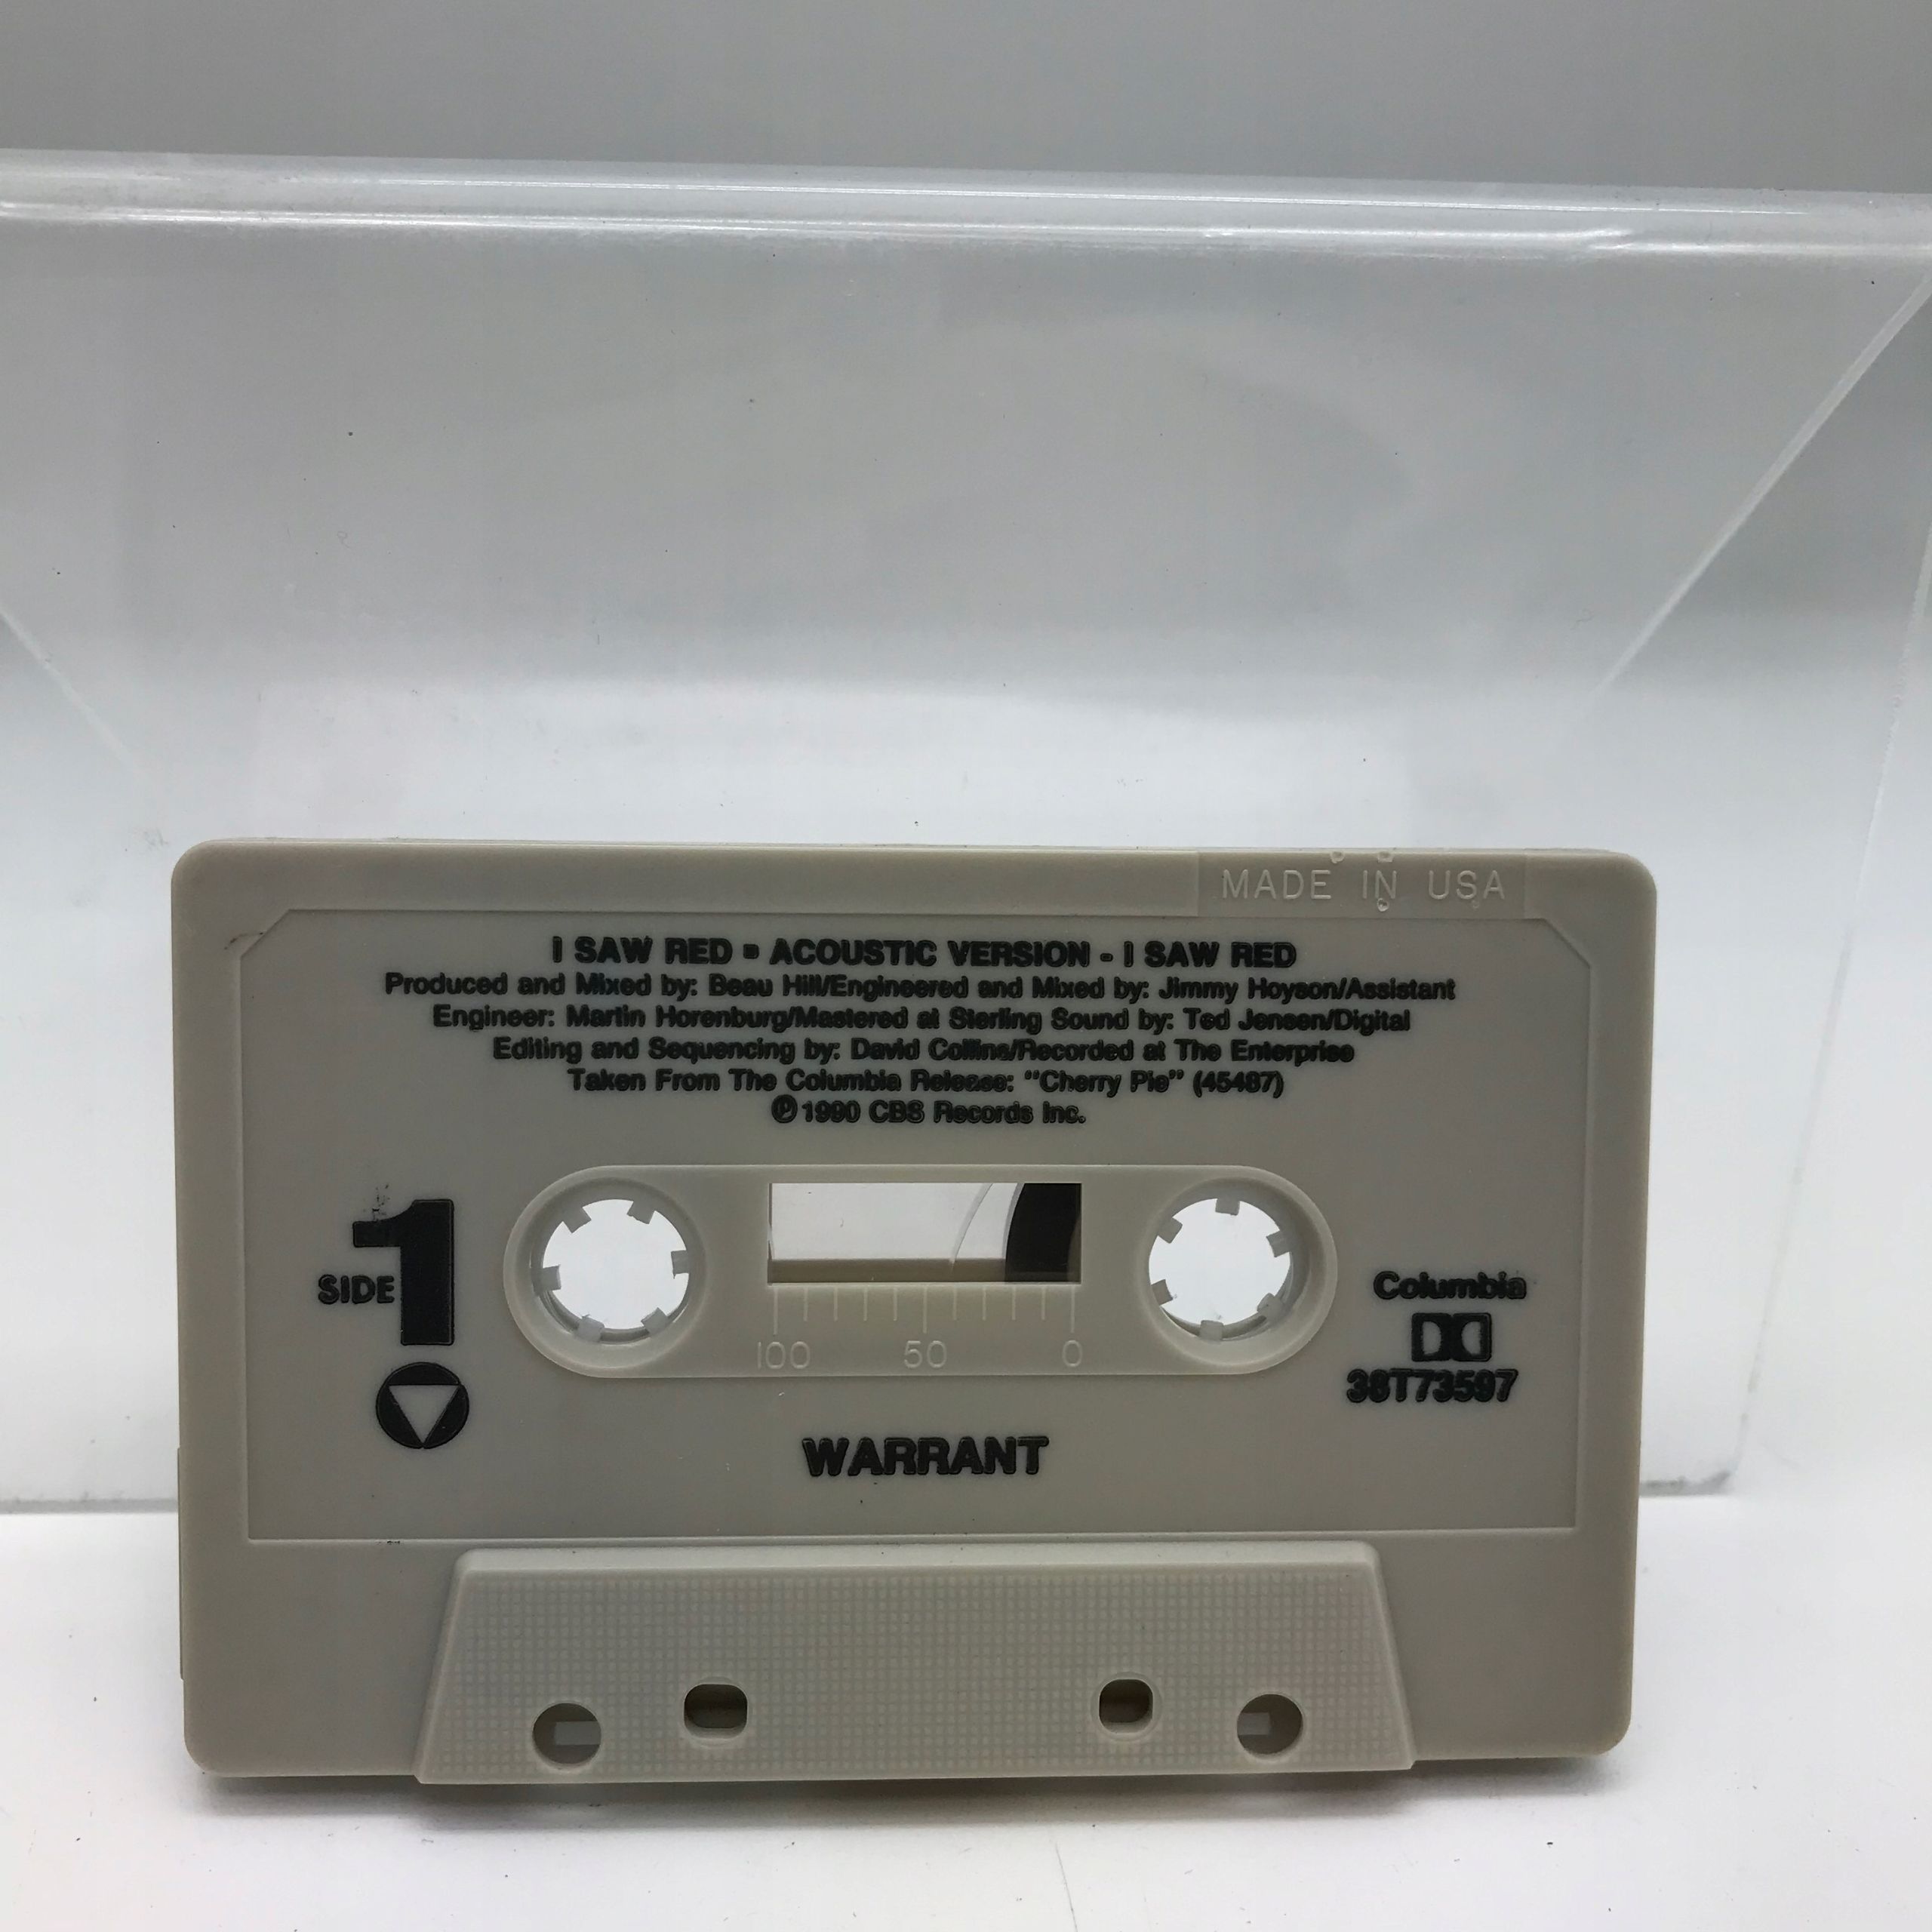 MADE IN USA
I SAW RED - ACOUSTIC VERSION - I SAW RED
Produced and Mixed by: Beau Hill/Engineered and Mixed by: Jimmy Hoyson/Assistant
Engineer: Martin Horenburg/Mastered at Sterling Sound by: Ted Jensen/Digital
Editing and Sequencing by: David Collins/Recorded at The Enterprise
Taken From The Columbia Release: "Cherry Pie" (45487)
℗ 1990 CBS Records Inc.
SIDE 1
100 50 0
Columbia
38T73597
WARRANT